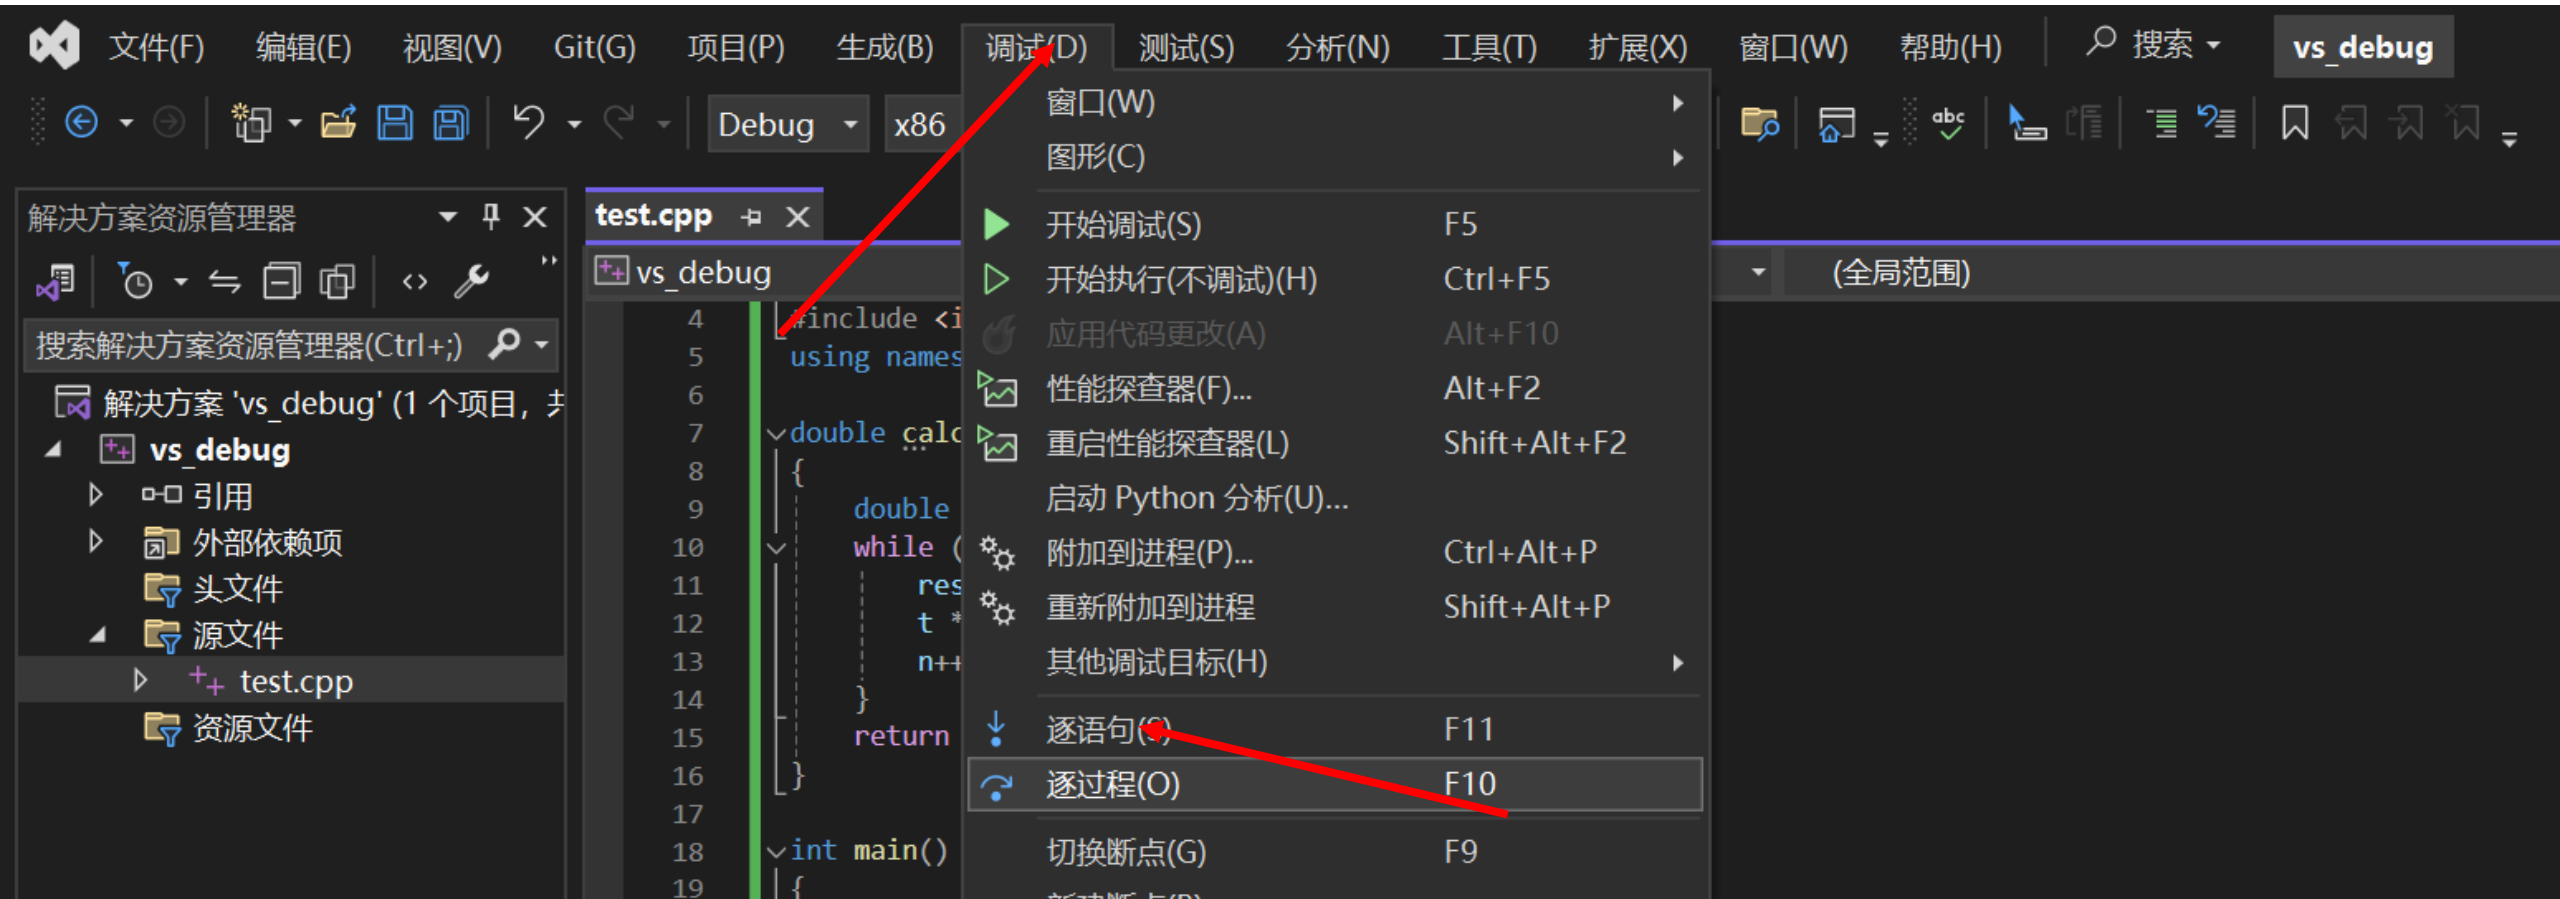 文件(F) 编辑(E) 视图(V) Git(G) 项目(P) 生成(B) 调试(D) 测试(S) 分析(N) 工具(T) 扩展(X) 窗口(W) 帮助(H) 搜索 vs_debug
Debug x86 abc
解决方案资源管理器
搜索解决方案资源管理器(Ctrl+;)
解决方案 'vs_debug' (1 个项目，
vs_debug
引用
外部依赖项
头文件
源文件
test.cpp
资源文件
test.cpp
vs_debug (全局范围)
4 #include <i
5 using names
6
7 double calc
8 {
9 double
10 while (
11 res
12 t *
13 n++
14 }
15 return
16 }
17
18 int main()
19 {
窗口(W)
图形(C)
开始调试(S) F5
开始执行(不调试)(H) Ctrl+F5
应用代码更改(A) Alt+F10
性能探查器(F)... Alt+F2
重启性能探查器(L) Shift+Alt+F2
启动 Python 分析(U)...
附加到进程(P)... Ctrl+Alt+P
重新附加到进程 Shift+Alt+P
其他调试目标(H)
逐语句(S) F11
逐过程(O) F10
切换断点(G) F9